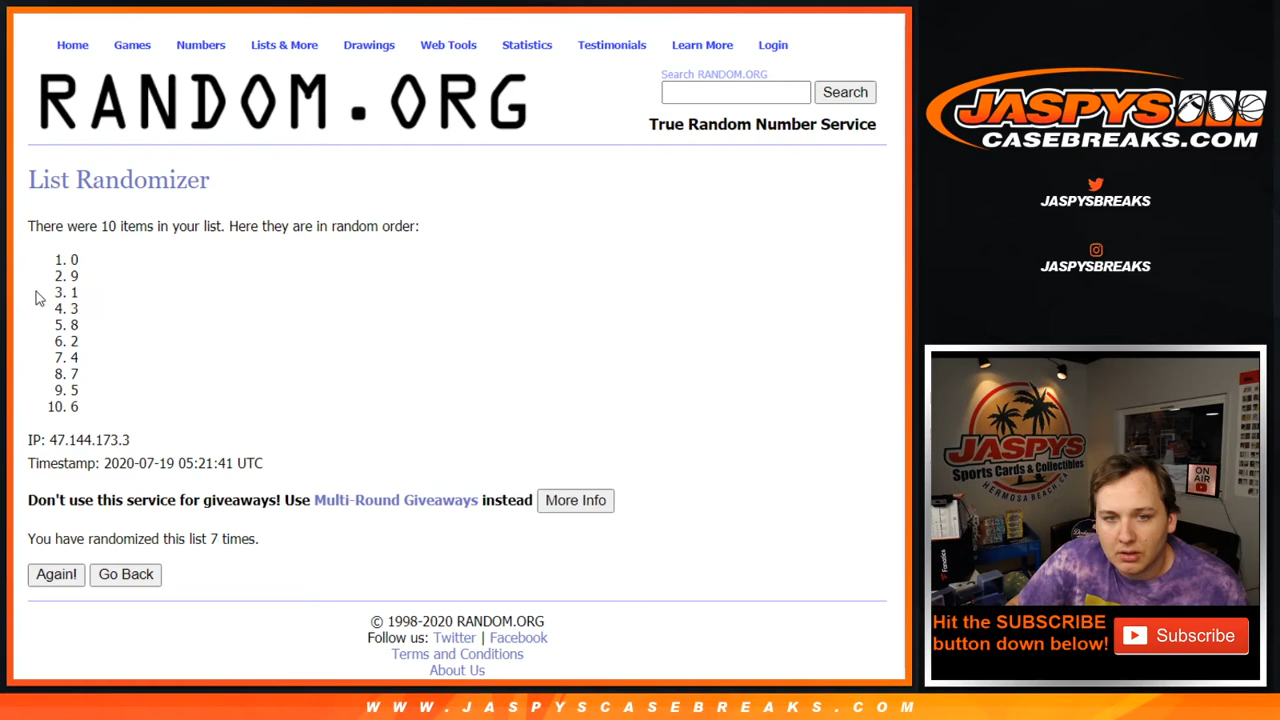 Home Games Numbers Lists & More Drawings Web Tools Statistics Testimonials Learn More Login
RANDOM.ORG
Search RANDOM.ORG
Search
True Random Number Service
List Randomizer
There were 10 items in your list. Here they are in random order:
1. 0
2. 9
3. 1
4. 3
5. 8
6. 2
7. 4
8. 7
9. 5
10. 6
IP: 47.144.173.3
Timestamp: 2020-07-19 05:21:41 UTC
Don't use this service for giveaways! Use Multi-Round Giveaways instead More Info
You have randomized this list 7 times.
Again! Go Back
© 1998-2020 RANDOM.ORG
Follow us: Twitter | Facebook
Terms and Conditions
About Us
JASPYS
CASEBREAKS.COM
JASPYSBREAKS
JASPYSBREAKS
JASPYS
Sports Cards & Collectibles
HERMOSA BEACH, CA
ON AIR
Fanatics
Hit the SUBSCRIBE
button down below!
Subscribe
WWW.JASPYSCASEBREAKS.COM